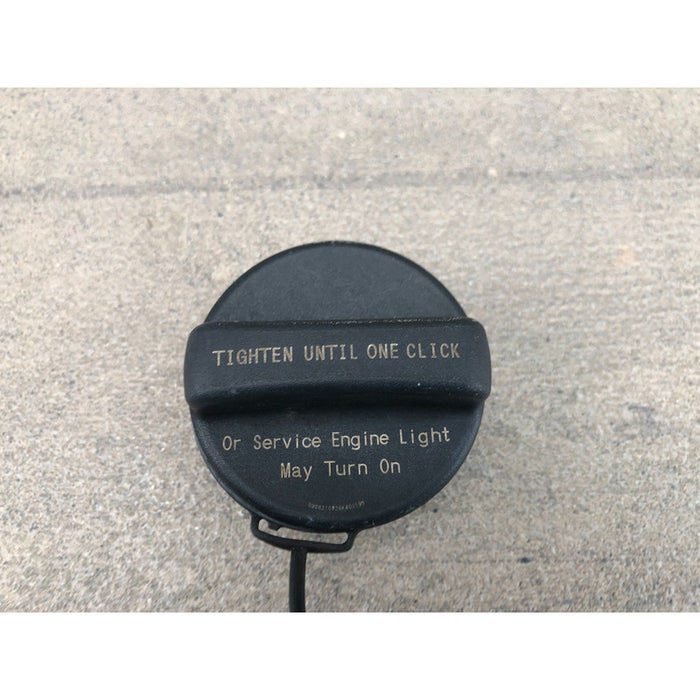 TIGHTEN UNTIL ONE CLICK
Or Service Engine Light
May Turn On